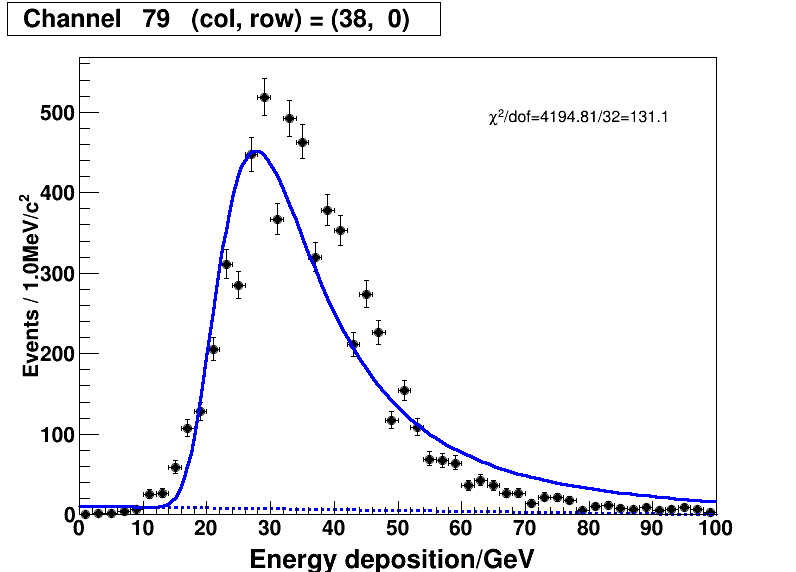 Channel 79 (col, row) = (38, 0)
χ²/dof=4194.81/32=131.1
Events / 1.0MeV/c²
500
400
300
200
100
0
0 10 20 30 40 50 60 70 80 90 100
Energy deposition/GeV